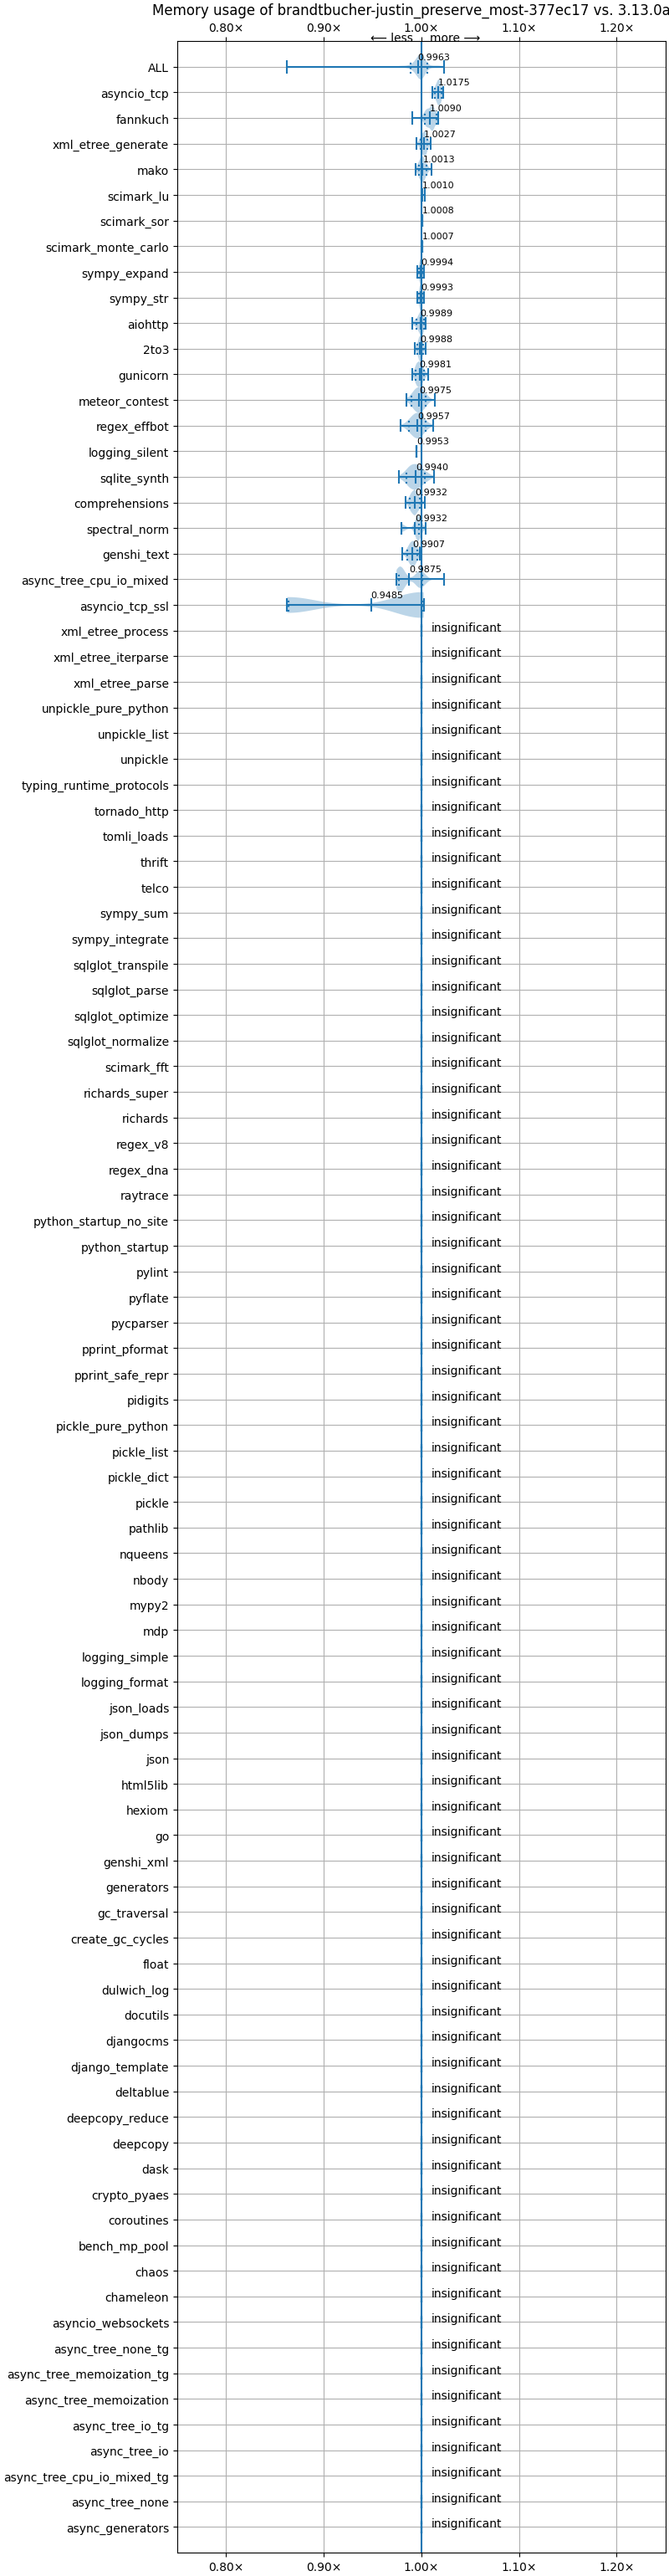 Memory usage of brandtbucher-justin_preserve_most-377ec17 vs. 3.13.0a
0.80× 0.90× 1.00× 1.10× 1.20×
⟵ less more ⟶
ALL 0.9963
asyncio_tcp 1.0175
fannkuch 1.0090
xml_etree_generate 1.0027
mako 1.0013
scimark_lu 1.0010
scimark_sor 1.0008
scimark_monte_carlo 1.0007
sympy_expand 0.9994
sympy_str 0.9993
aiohttp 0.9989
2to3 0.9988
gunicorn 0.9981
meteor_contest 0.9975
regex_effbot 0.9957
logging_silent 0.9953
sqlite_synth 0.9940
comprehensions 0.9932
spectral_norm 0.9932
genshi_text 0.9907
async_tree_cpu_io_mixed 0.9875
asyncio_tcp_ssl 0.9485
xml_etree_process insignificant
xml_etree_iterparse insignificant
xml_etree_parse insignificant
unpickle_pure_python insignificant
unpickle_list insignificant
unpickle insignificant
typing_runtime_protocols insignificant
tornado_http insignificant
tomli_loads insignificant
thrift insignificant
telco insignificant
sympy_sum insignificant
sympy_integrate insignificant
sqlglot_transpile insignificant
sqlglot_parse insignificant
sqlglot_optimize insignificant
sqlglot_normalize insignificant
scimark_fft insignificant
richards_super insignificant
richards insignificant
regex_v8 insignificant
regex_dna insignificant
raytrace insignificant
python_startup_no_site insignificant
python_startup insignificant
pylint insignificant
pyflate insignificant
pycparser insignificant
pprint_pformat insignificant
pprint_safe_repr insignificant
pidigits insignificant
pickle_pure_python insignificant
pickle_list insignificant
pickle_dict insignificant
pickle insignificant
pathlib insignificant
nqueens insignificant
nbody insignificant
mypy2 insignificant
mdp insignificant
logging_simple insignificant
logging_format insignificant
json_loads insignificant
json_dumps insignificant
json insignificant
html5lib insignificant
hexiom insignificant
go insignificant
genshi_xml insignificant
generators insignificant
gc_traversal insignificant
create_gc_cycles insignificant
float insignificant
dulwich_log insignificant
docutils insignificant
djangocms insignificant
django_template insignificant
deltablue insignificant
deepcopy_reduce insignificant
deepcopy insignificant
dask insignificant
crypto_pyaes insignificant
coroutines insignificant
bench_mp_pool insignificant
chaos insignificant
chameleon insignificant
asyncio_websockets insignificant
async_tree_none_tg insignificant
async_tree_memoization_tg insignificant
async_tree_memoization insignificant
async_tree_io_tg insignificant
async_tree_io insignificant
async_tree_cpu_io_mixed_tg insignificant
async_tree_none insignificant
async_generators insignificant
0.80× 0.90× 1.00× 1.10× 1.20×